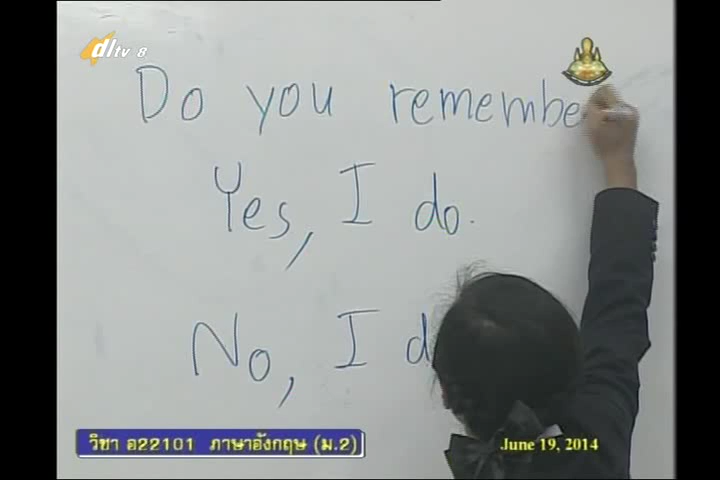 dltv 8
Do you remembe
Yes, I do.
No, I d
วิชา อ22101 ภาษาอังกฤษ (ม.2)
June 19, 2014